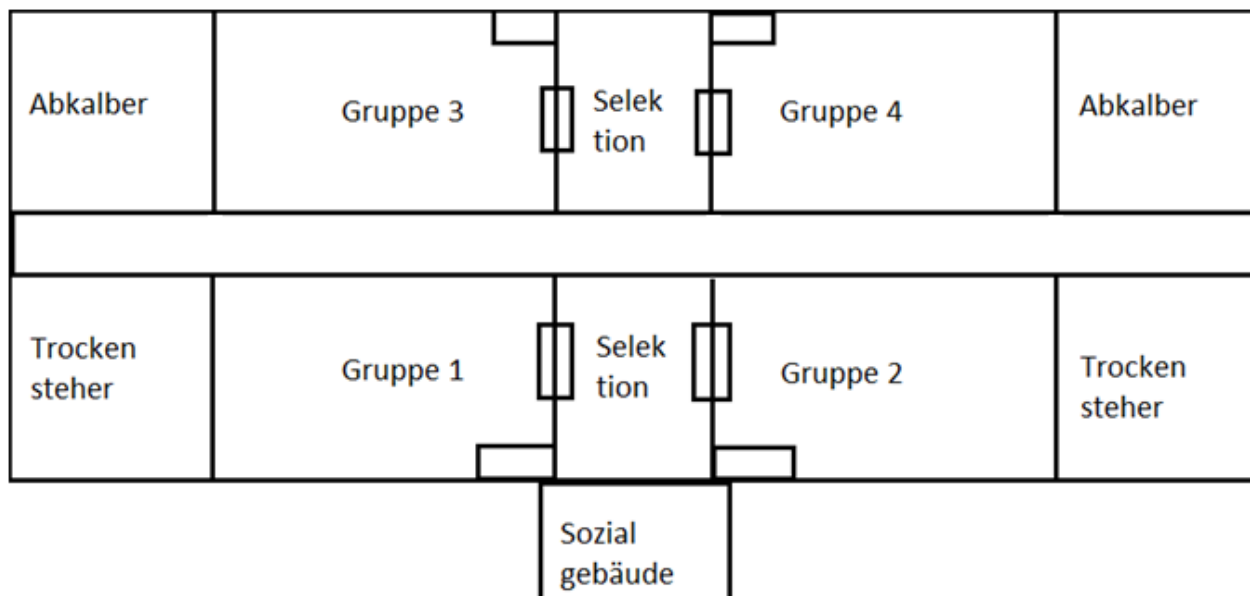 Abkalber
Gruppe 3
Selek
tion
Gruppe 4
Abkalber
Trocken
steher
Gruppe 1
Selek
tion
Gruppe 2
Trocken
steher
Sozial
gebäude